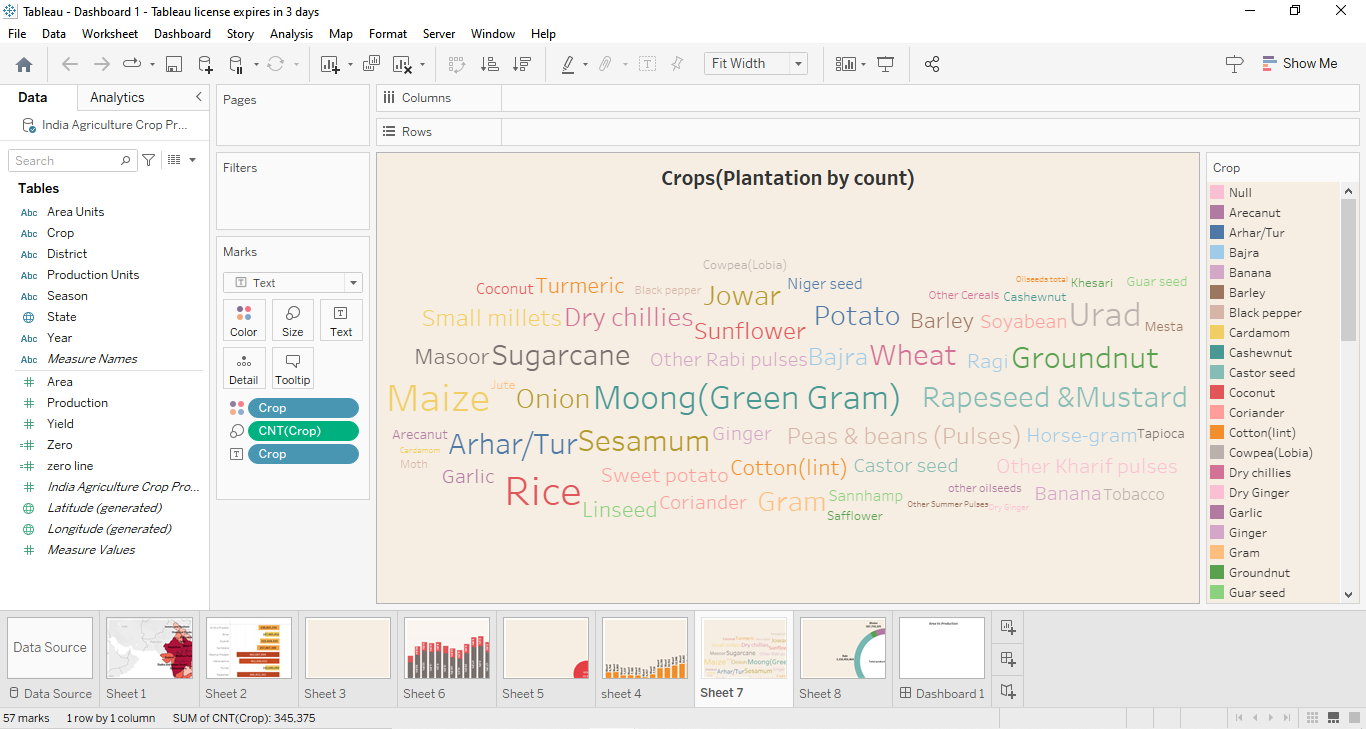 Tableau - Dashboard 1 - Tableau license expires in 3 days
File Data Worksheet Dashboard Story Analysis Map Format Server Window Help
Fit Width
Show Me
Data Analytics
India Agriculture Crop Pr...
Search
Tables
Abc Area Units
Abc Crop
Abc District
Abc Production Units
Abc Season
State
Abc Year
Abc Measure Names
Area
Production
Yield
Zero
zero line
India Agriculture Crop Pro...
Latitude (generated)
Longitude (generated)
Measure Values
Pages
Filters
Marks
Text
Color Size Text
Detail Tooltip
Crop
CNT(Crop)
Crop
Columns
Rows
Crops(Plantation by count)
Cowpea(Lobia)
Coconut Turmeric Black pepper Jowar Niger seed Other Cereals Cashewnut Oilseeds total Khesari Guar seed
Small millets Dry chillies Sunflower Potato Barley Soyabean Urad Mesta
Masoor Sugarcane Other Rabi pulses Bajra Wheat Ragi Groundnut
Maize Jute Onion Moong(Green Gram) Rapeseed &Mustard
Arecanut Cardamom Moth Arhar/Tur Sesamum Ginger Peas & beans (Pulses) Horse-gram Tapioca
Garlic Sweet potato Cotton(lint) Castor seed Other Kharif pulses
Rice Linseed Coriander Gram Sannhamp other oilseeds Banana Tobacco
Safflower Other Summer Pulses Dry Ginger
Crop
Null
Arecanut
Arhar/Tur
Bajra
Banana
Barley
Black pepper
Cardamom
Cashewnut
Castor seed
Coconut
Coriander
Cotton(lint)
Cowpea(Lobia)
Dry chillies
Dry Ginger
Garlic
Ginger
Gram
Groundnut
Guar seed
Data Source
Data Source Sheet 1 Sheet 2 Sheet 3 Sheet 6 Sheet 5 sheet 4 Sheet 7 Sheet 8 Dashboard 1
57 marks 1 row by 1 column SUM of CNT(Crop): 345,375